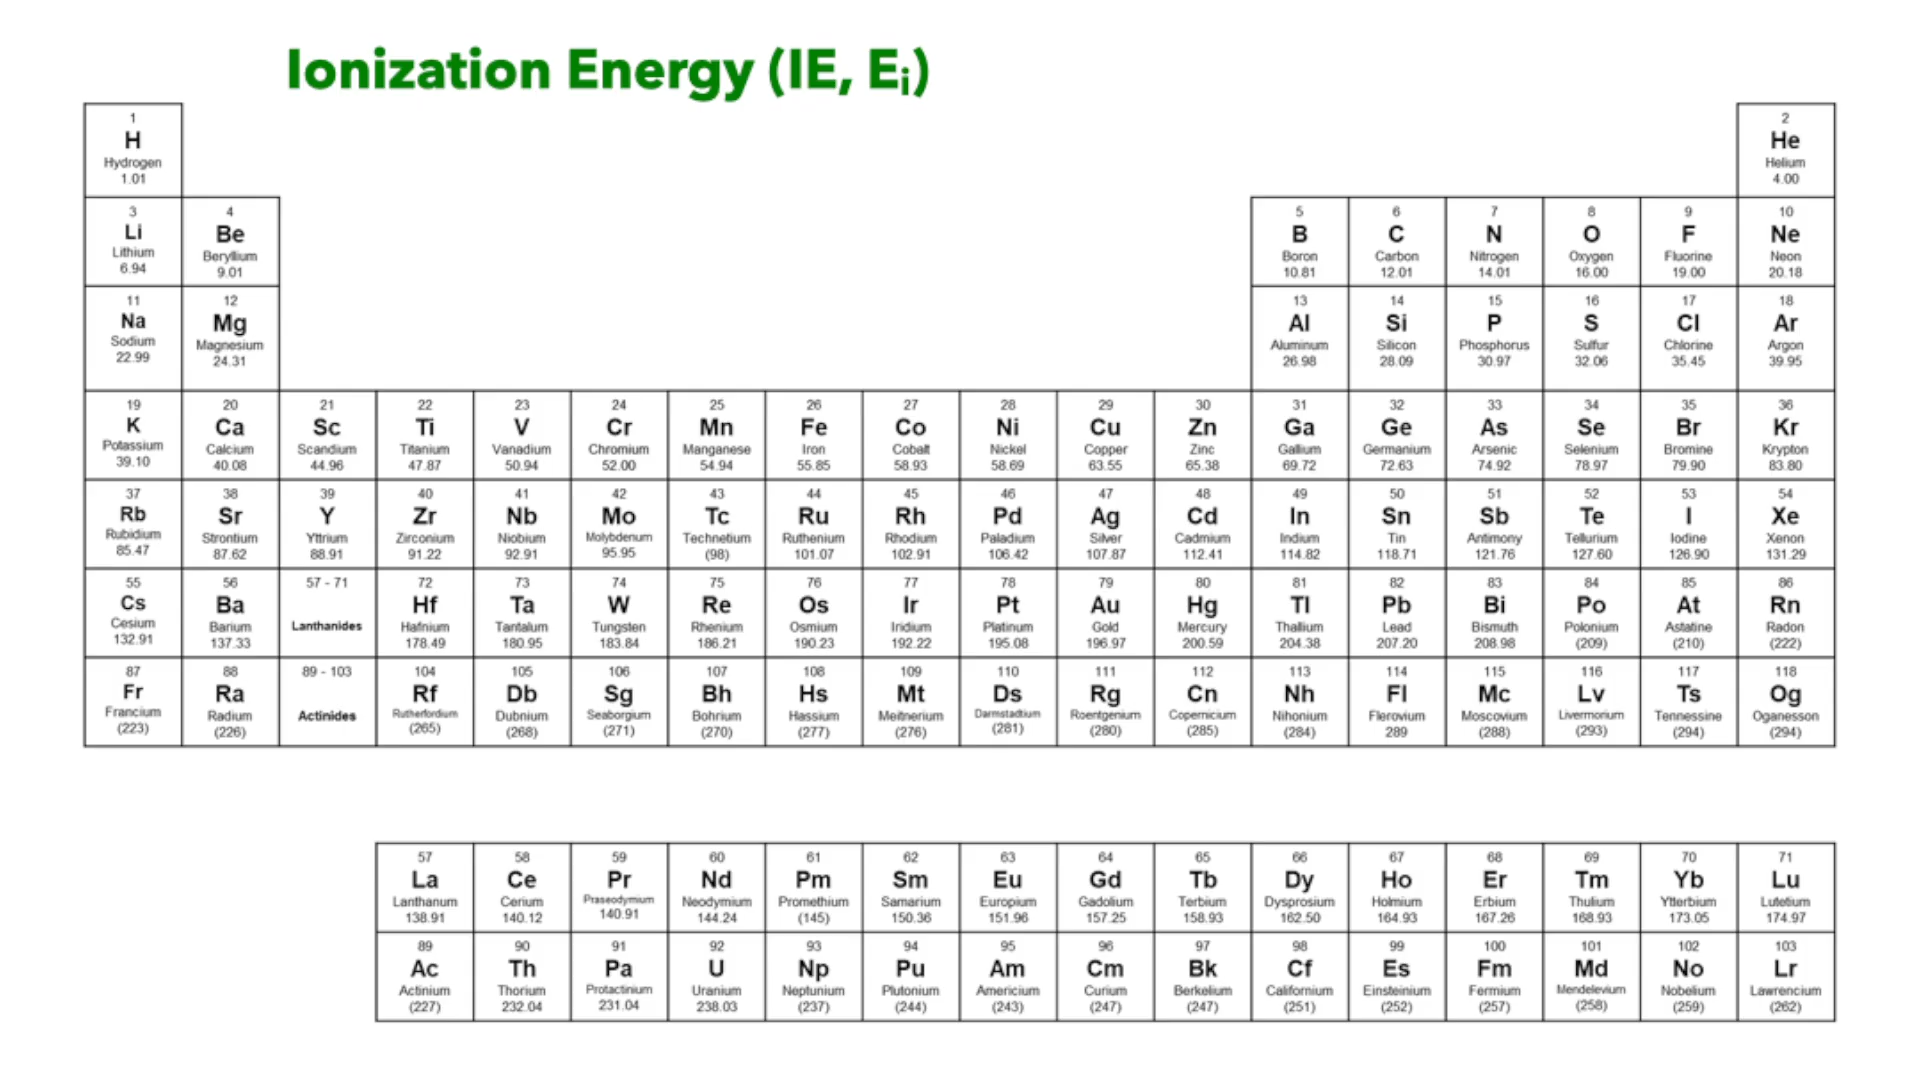 Ionization Energy (IE, Eᵢ)
1 2
H He
Hydrogen Helium
1.01 4.00
3 4 5 6 7 8 9 10
Li Be B C N O F Ne
Lithium Beryllium Boron Carbon Nitrogen Oxygen Fluorine Neon
6.94 9.01 10.81 12.01 14.01 16.00 19.00 20.18
11 12 13 14 15 16 17 18
Na Mg Al Si P S Cl Ar
Sodium Magnesium Aluminum Silicon Phosphorus Sulfur Chlorine Argon
22.99 24.31 26.98 28.09 30.97 32.06 35.45 39.95
19 20 21 22 23 24 25 26 27 28 29 30 31 32 33 34 35 36
K Ca Sc Ti V Cr Mn Fe Co Ni Cu Zn Ga Ge As Se Br Kr
Potassium Calcium Scandium Titanium Vanadium Chromium Manganese Iron Cobalt Nickel Copper Zinc Gallium Germanium Arsenic Selenium Bromine Krypton
39.10 40.08 44.96 47.87 50.94 52.00 54.94 55.85 58.93 58.69 63.55 65.38 69.72 72.63 74.92 78.97 79.90 83.80
37 38 39 40 41 42 43 44 45 46 47 48 49 50 51 52 53 54
Rb Sr Y Zr Nb Mo Tc Ru Rh Pd Ag Cd In Sn Sb Te I Xe
Rubidium Strontium Yttrium Zirconium Niobium Molybdenum Technetium Ruthenium Rhodium Paladium Silver Cadmium Indium Tin Antimony Tellurium Iodine Xenon
85.47 87.62 88.91 91.22 92.91 95.95 (98) 101.07 102.91 106.42 107.87 112.41 114.82 118.71 121.76 127.60 126.90 131.29
55 56 57 - 71 72 73 74 75 76 77 78 79 80 81 82 83 84 85 86
Cs Ba Hf Ta W Re Os Ir Pt Au Hg Tl Pb Bi Po At Rn
Cesium Barium Lanthanides Hafnium Tantalum Tungsten Rhenium Osmium Iridium Platinum Gold Mercury Thallium Lead Bismuth Polonium Astatine Radon
132.91 137.33 178.49 180.95 183.84 186.21 190.23 192.22 195.08 196.97 200.59 204.38 207.20 208.98 (209) (210) (222)
87 88 89 - 103 104 105 106 107 108 109 110 111 112 113 114 115 116 117 118
Fr Ra Rf Db Sg Bh Hs Mt Ds Rg Cn Nh Fl Mc Lv Ts Og
Francium Radium Actinides Rutherfordium Dubnium Seaborgium Bohrium Hassium Meitnerium Darmstadtium Roentgenium Copernicium Nihonium Flerovium Moscovium Livermorium Tennessine Oganesson
(223) (226) (265) (268) (271) (270) (277) (276) (281) (280) (285) (284) 289 (288) (293) (294) (294)
57 58 59 60 61 62 63 64 65 66 67 68 69 70 71
La Ce Pr Nd Pm Sm Eu Gd Tb Dy Ho Er Tm Yb Lu
Lanthanum Cerium Praseodymium Neodymium Promethium Samarium Europium Gadolium Terbium Dysprosium Holmium Erbium Thulium Ytterbium Lutetium
138.91 140.12 140.91 144.24 (145) 150.36 151.96 157.25 158.93 162.50 164.93 167.26 168.93 173.05 174.97
89 90 91 92 93 94 95 96 97 98 99 100 101 102 103
Ac Th Pa U Np Pu Am Cm Bk Cf Es Fm Md No Lr
Actinium Thorium Protactinium Uranium Neptunium Plutonium Americium Curium Berkelium Californium Einsteinium Fermium Mendelevium Nobelium Lawrencium
(227) 232.04 231.04 238.03 (237) (244) (243) (247) (247) (251) (252) (257) (258) (259) (262)